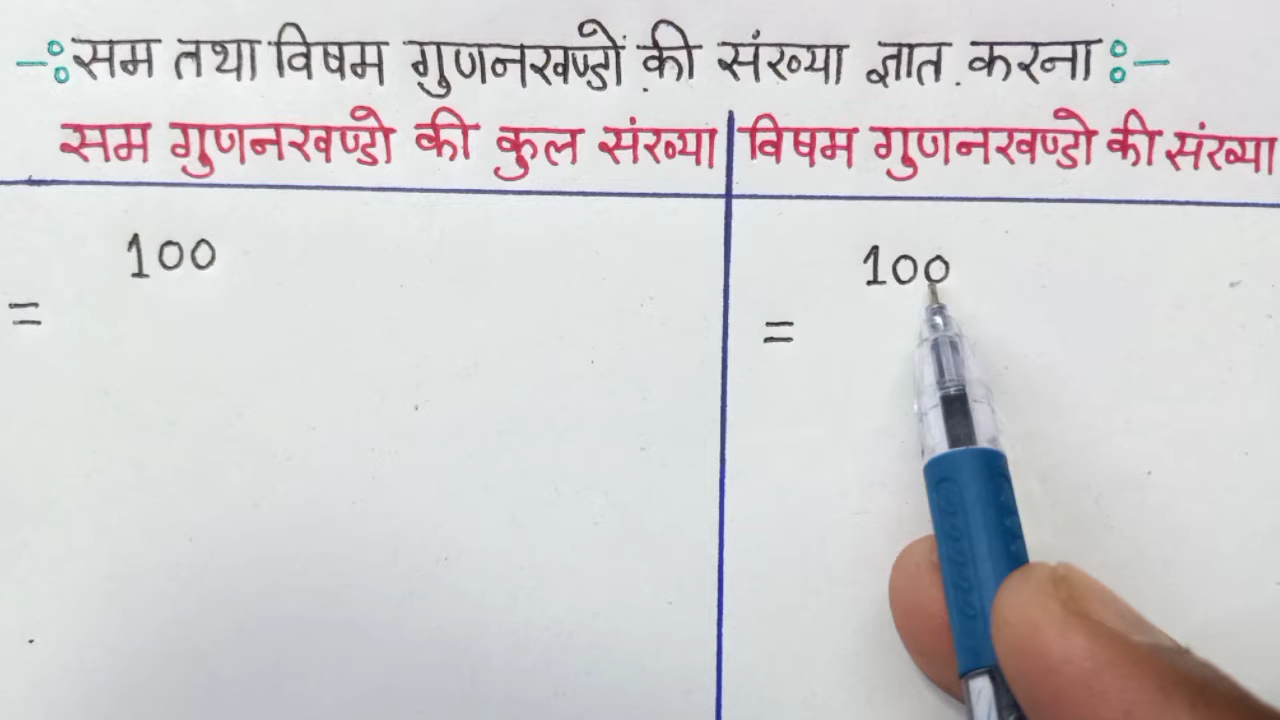 -:सम तथा विषम गुणनखण्डों की संख्या ज्ञात करना:-
सम गुणनखण्डो की कुल संख्या
विषम गुणनखण्डो की संख्या
100
=
100
=